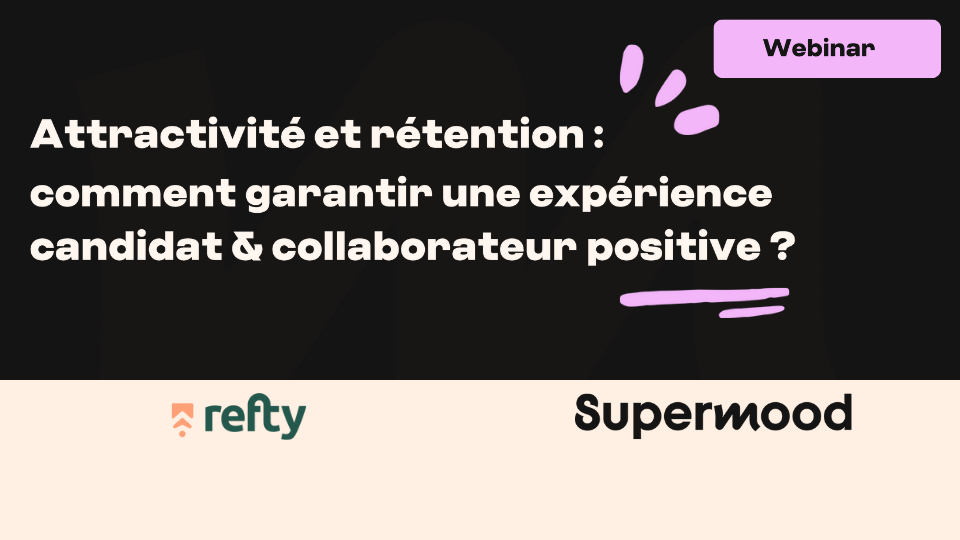 Webinar
Attractivité et rétention :
comment garantir une expérience
candidat & collaborateur positive ?
refty
Supermood